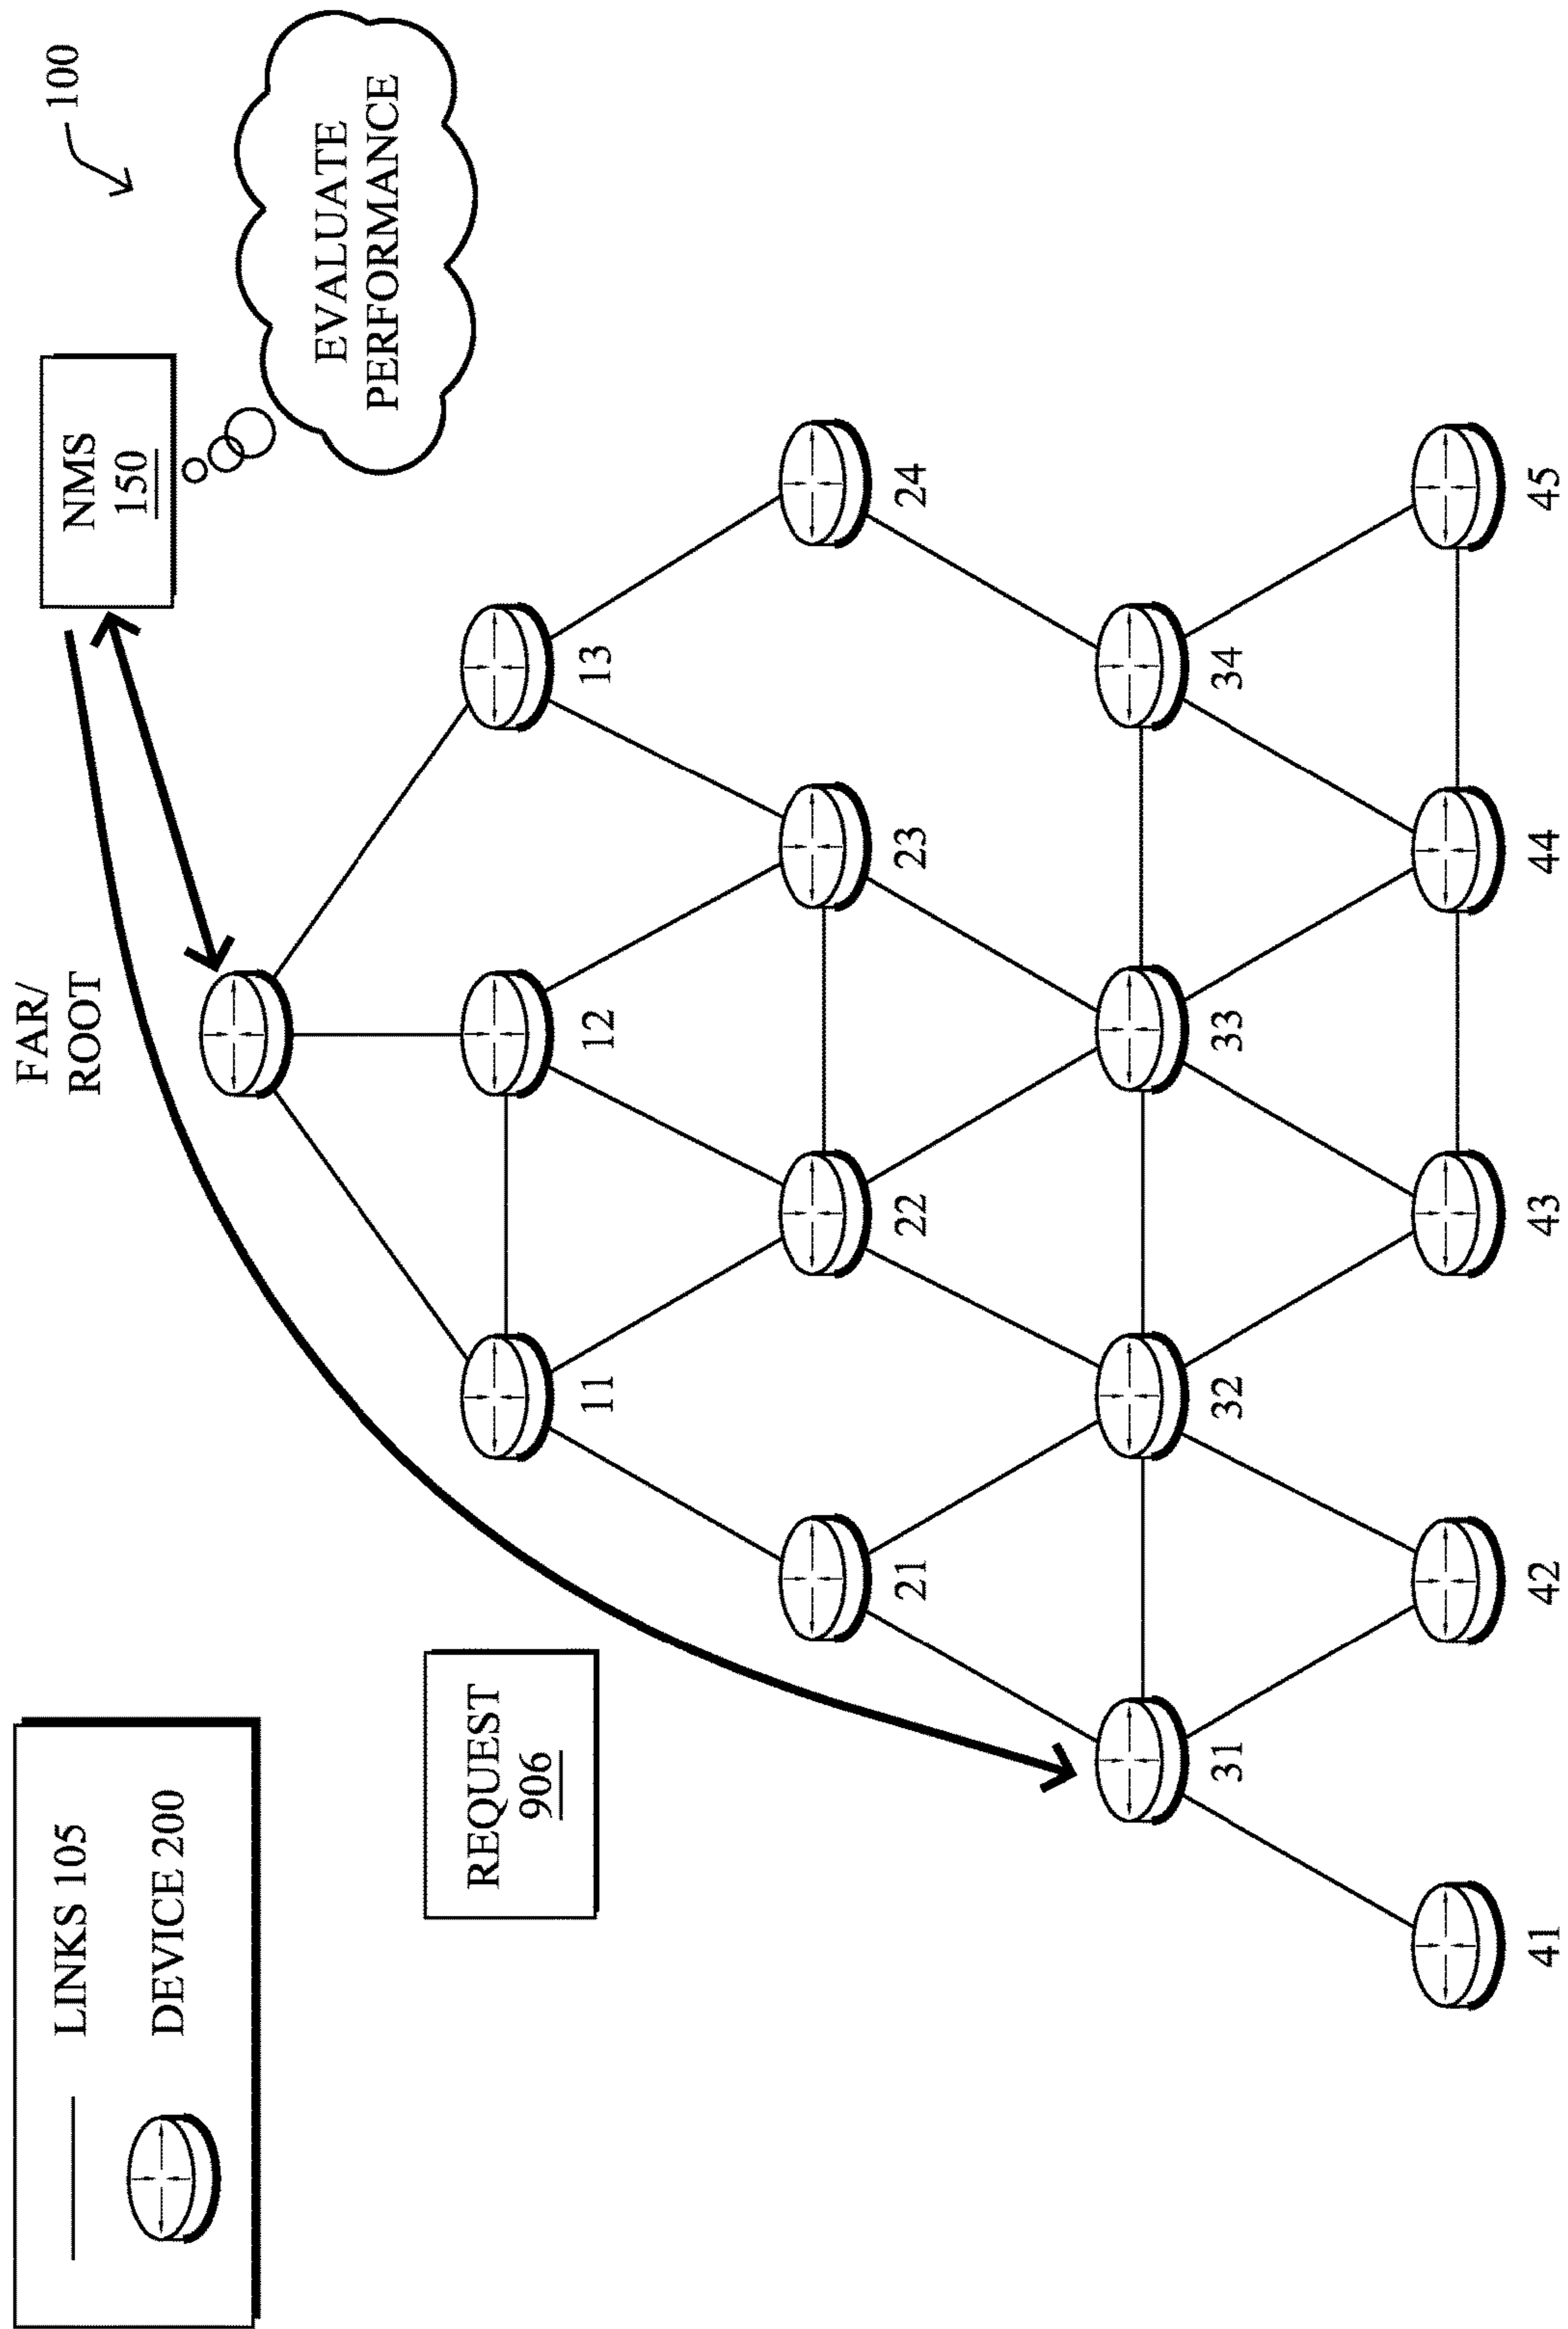 LINKS 105
DEVICE 200
FAR/
ROOT
NMS
150
100
EVALUATE
PERFORMANCE
REQUEST
906
11
12
13
21
22
23
24
31
32
33
34
41
42
43
44
45